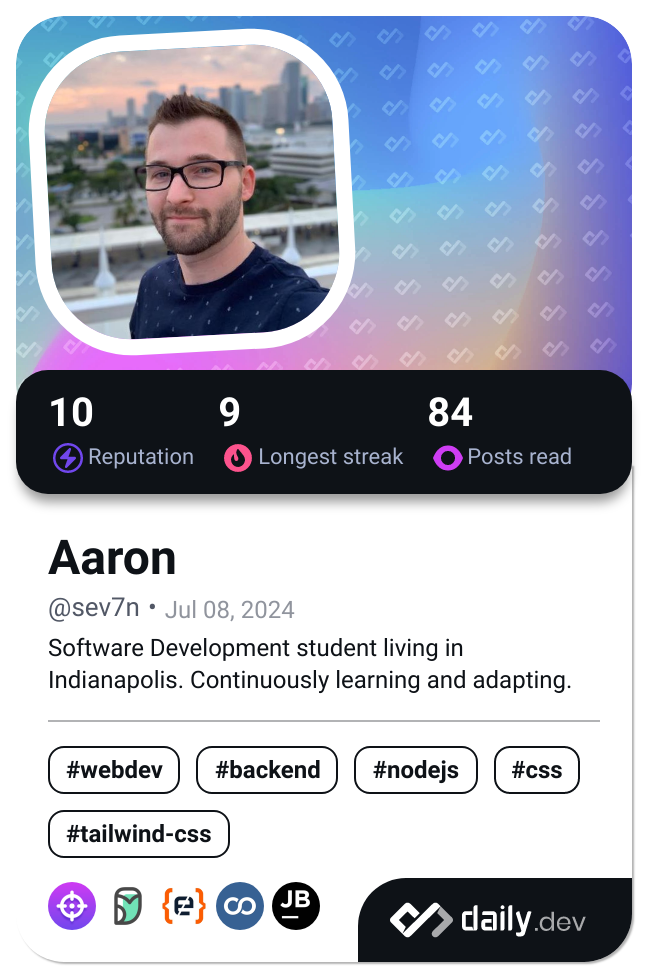 10 9 84
Reputation Longest streak Posts read
Aaron
@sev7n • Jul 08, 2024
Software Development student living in
Indianapolis. Continuously learning and adapting.
#webdev #backend #nodejs #css
#tailwind-css
JB
daily.dev